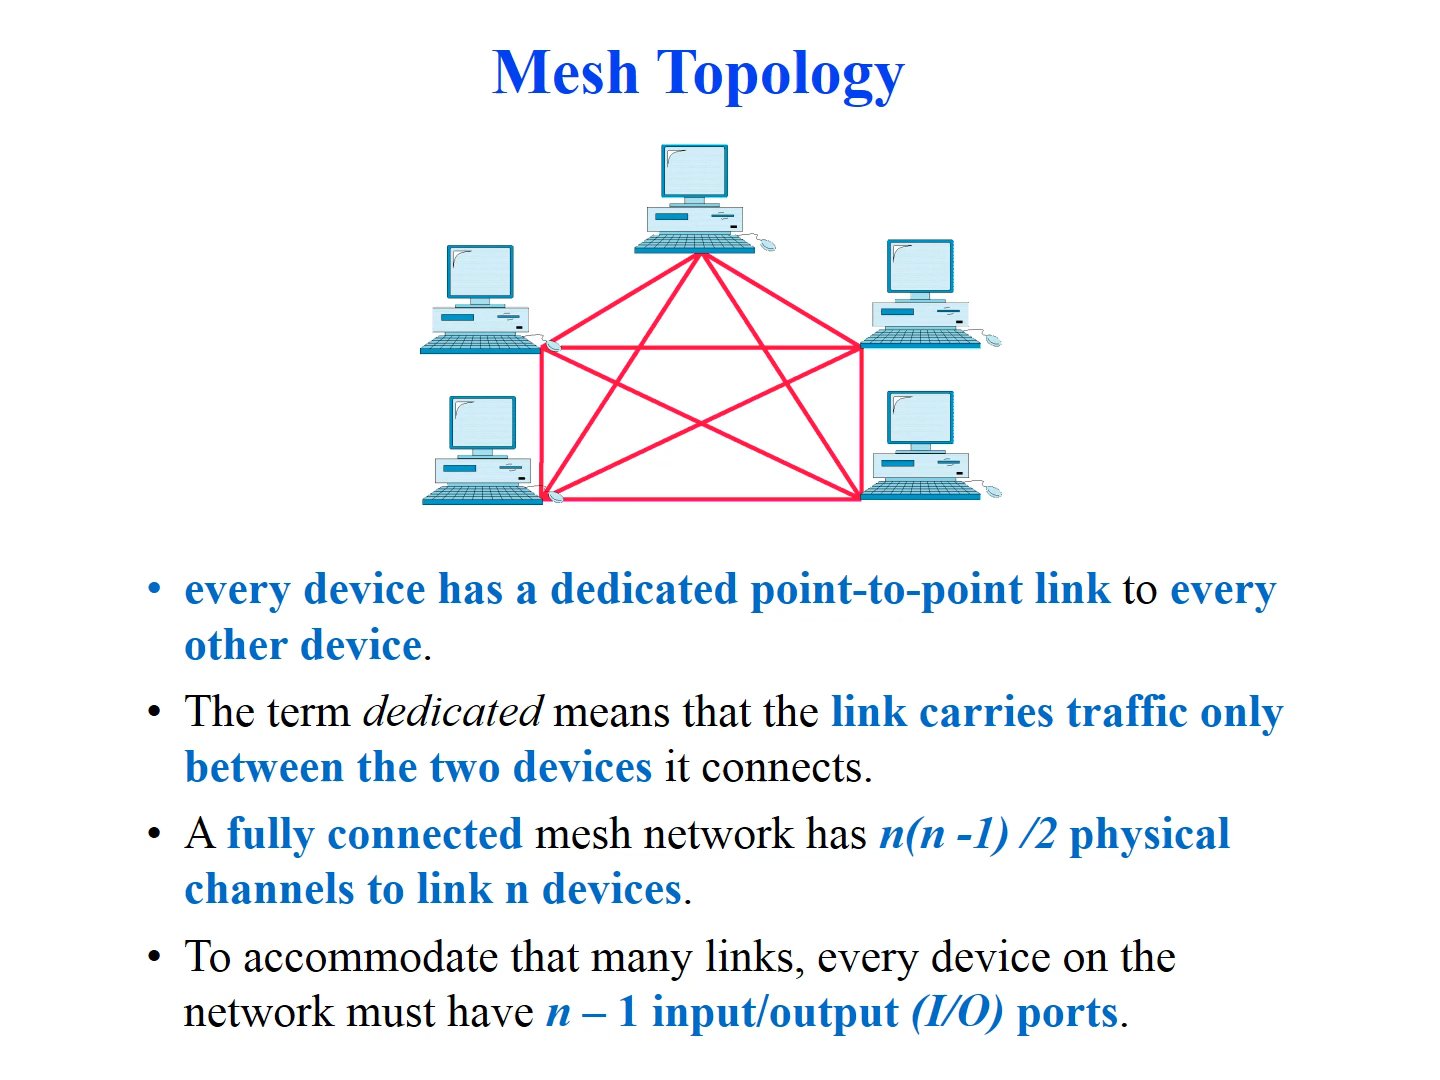 Mesh Topology
• every device has a dedicated point-to-point link to every
other device.
• The term dedicated means that the link carries traffic only
between the two devices it connects.
• A fully connected mesh network has n(n -1) /2 physical
channels to link n devices.
• To accommodate that many links, every device on the
network must have n – 1 input/output (I/O) ports.